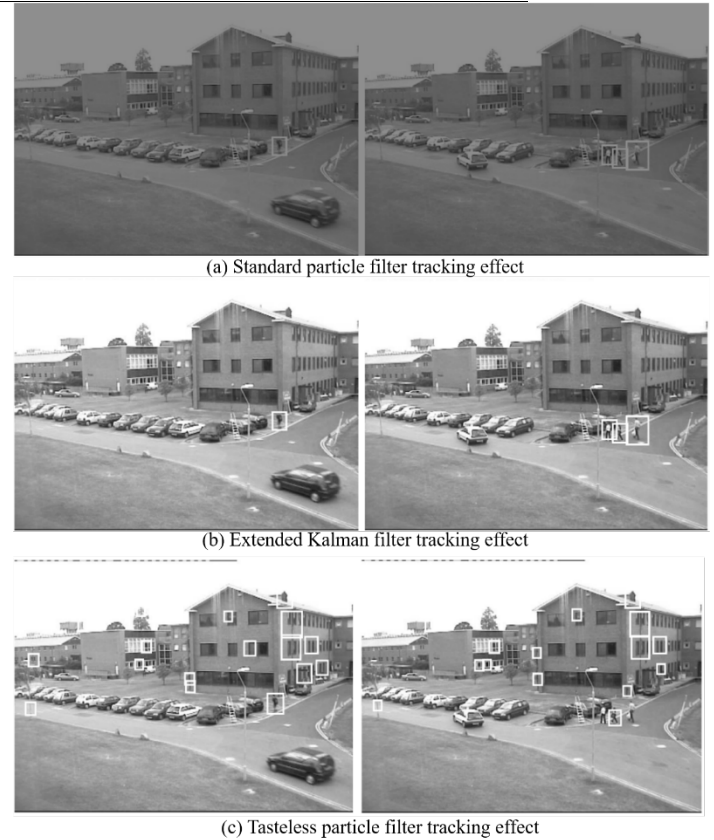 (a) Standard particle filter tracking effect
(b) Extended Kalman filter tracking effect
(c) Tasteless particle filter tracking effect